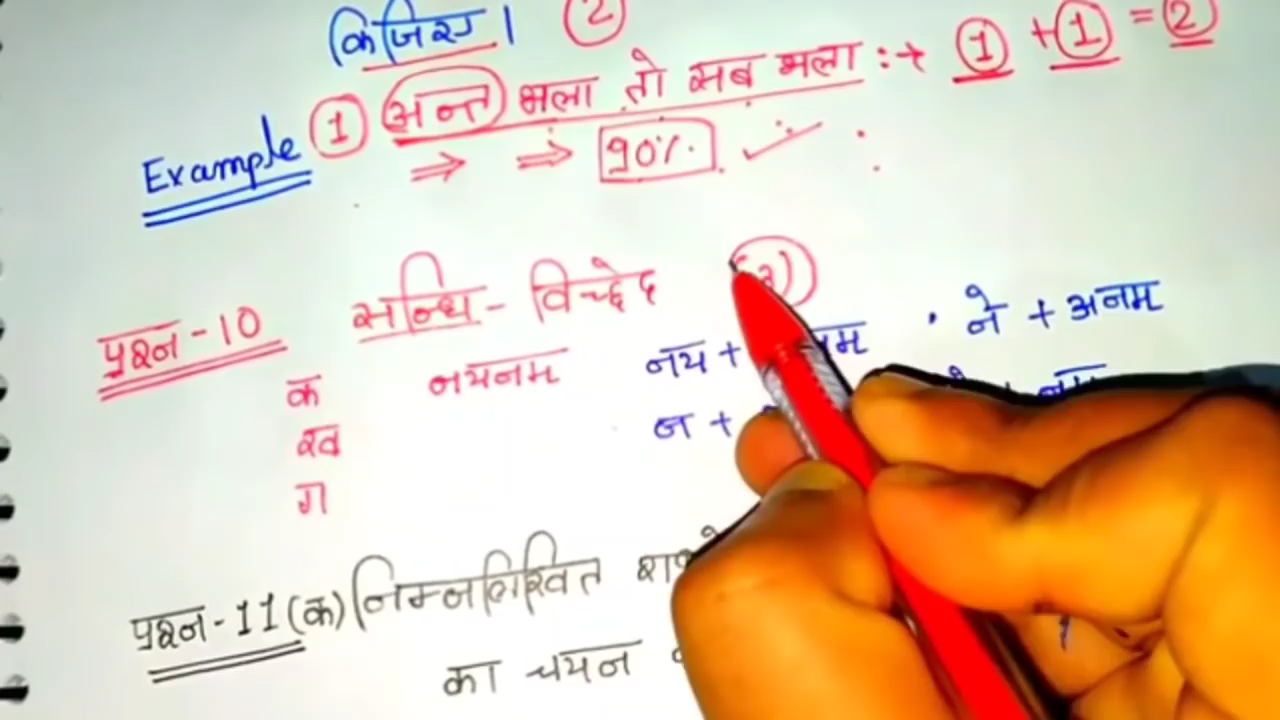 किजिए। (2)
Example (1) अन्त भला तो सब भला :→ (1) + (1) = (2)
⇒ ⇒ 90%. ✓
प्रश्न-10 सन्धि-विच्छेद
क नयनम नय + नम • ने + अनम
ख ज +
ग
प्रश्न-11 (क) निम्नलिखित
का चयन